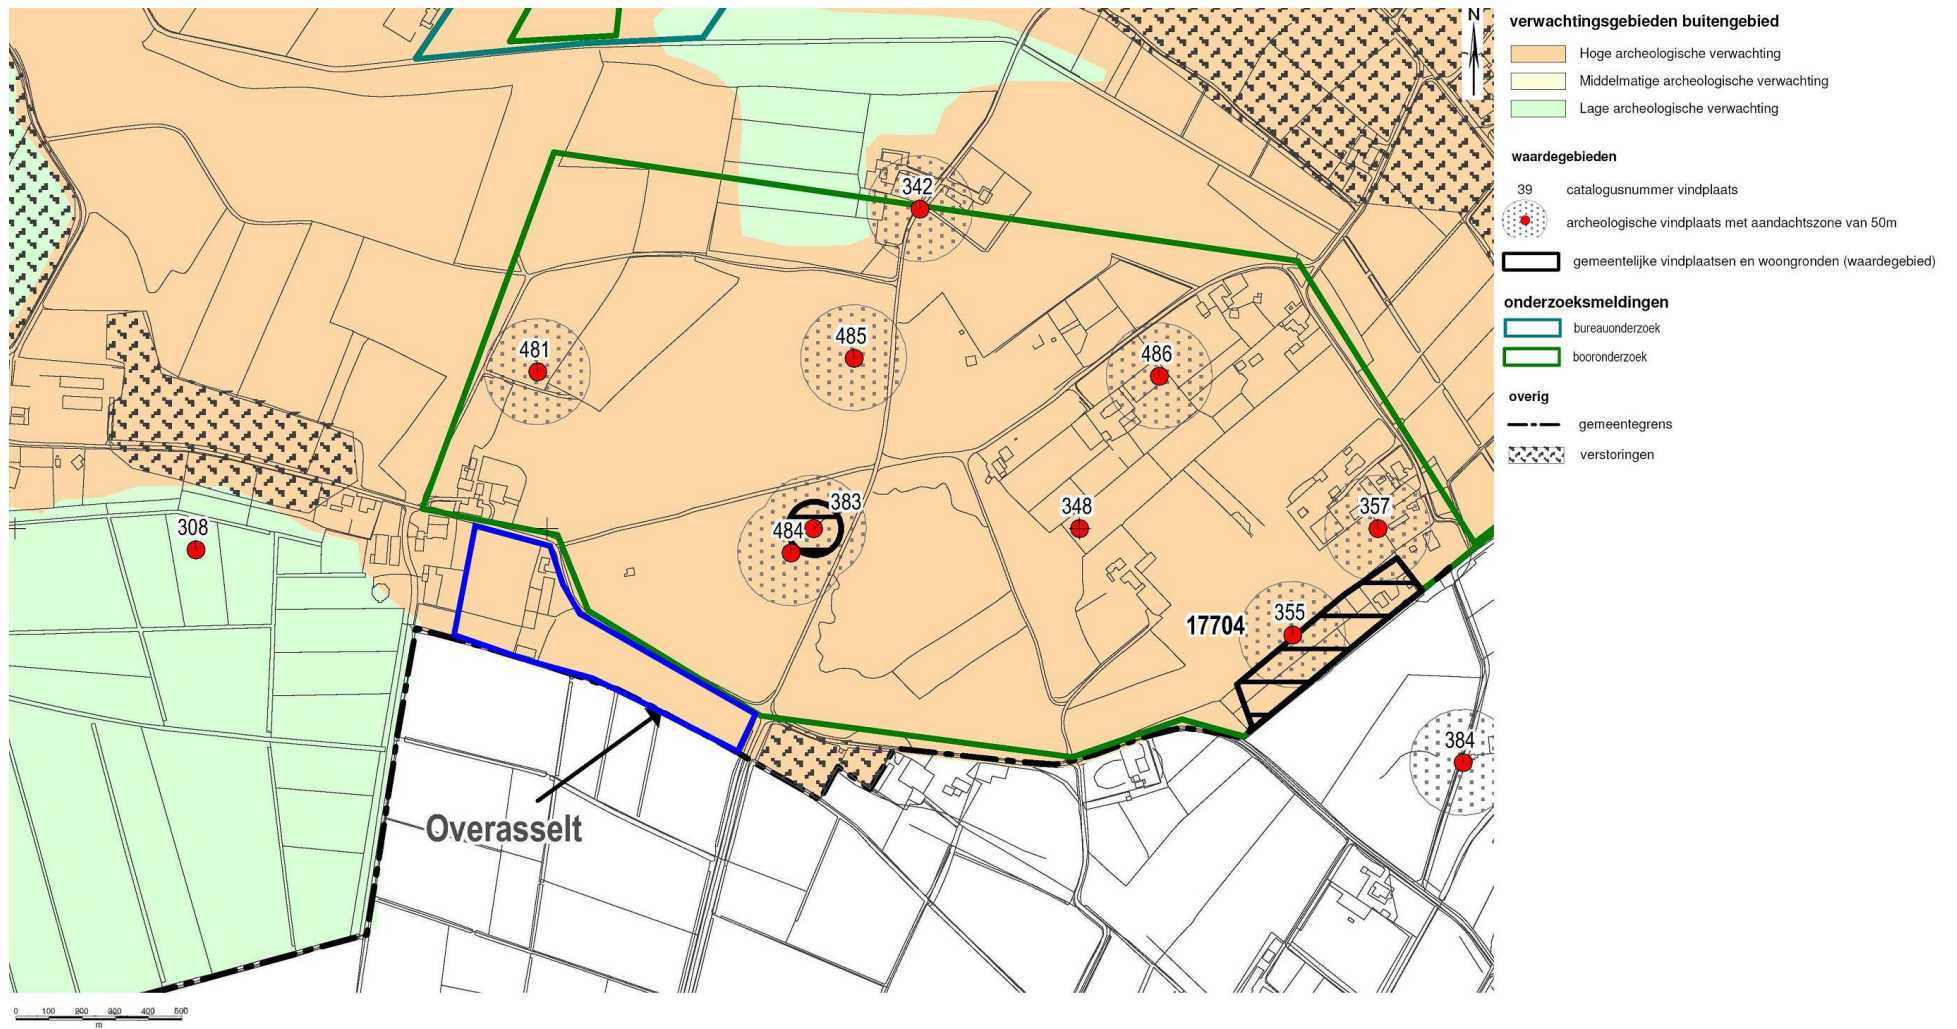 N
342
485
481
486
383
484
348
357
308
355
17704
384
Overasselt
0 100 200 300 400 500
m
verwachtingsgebieden buitengebied
Hoge archeologische verwachting
Middelmatige archeologische verwachting
Lage archeologische verwachting
waardegebieden
39 catalogusnummer vindplaats
archeologische vindplaats met aandachtszone van 50m
gemeentelijke vindplaatsen en woongronden (waardegebied)
onderzoeksmeldingen
bureauonderzoek
booronderzoek
overig
gemeentegrens
verstoringen